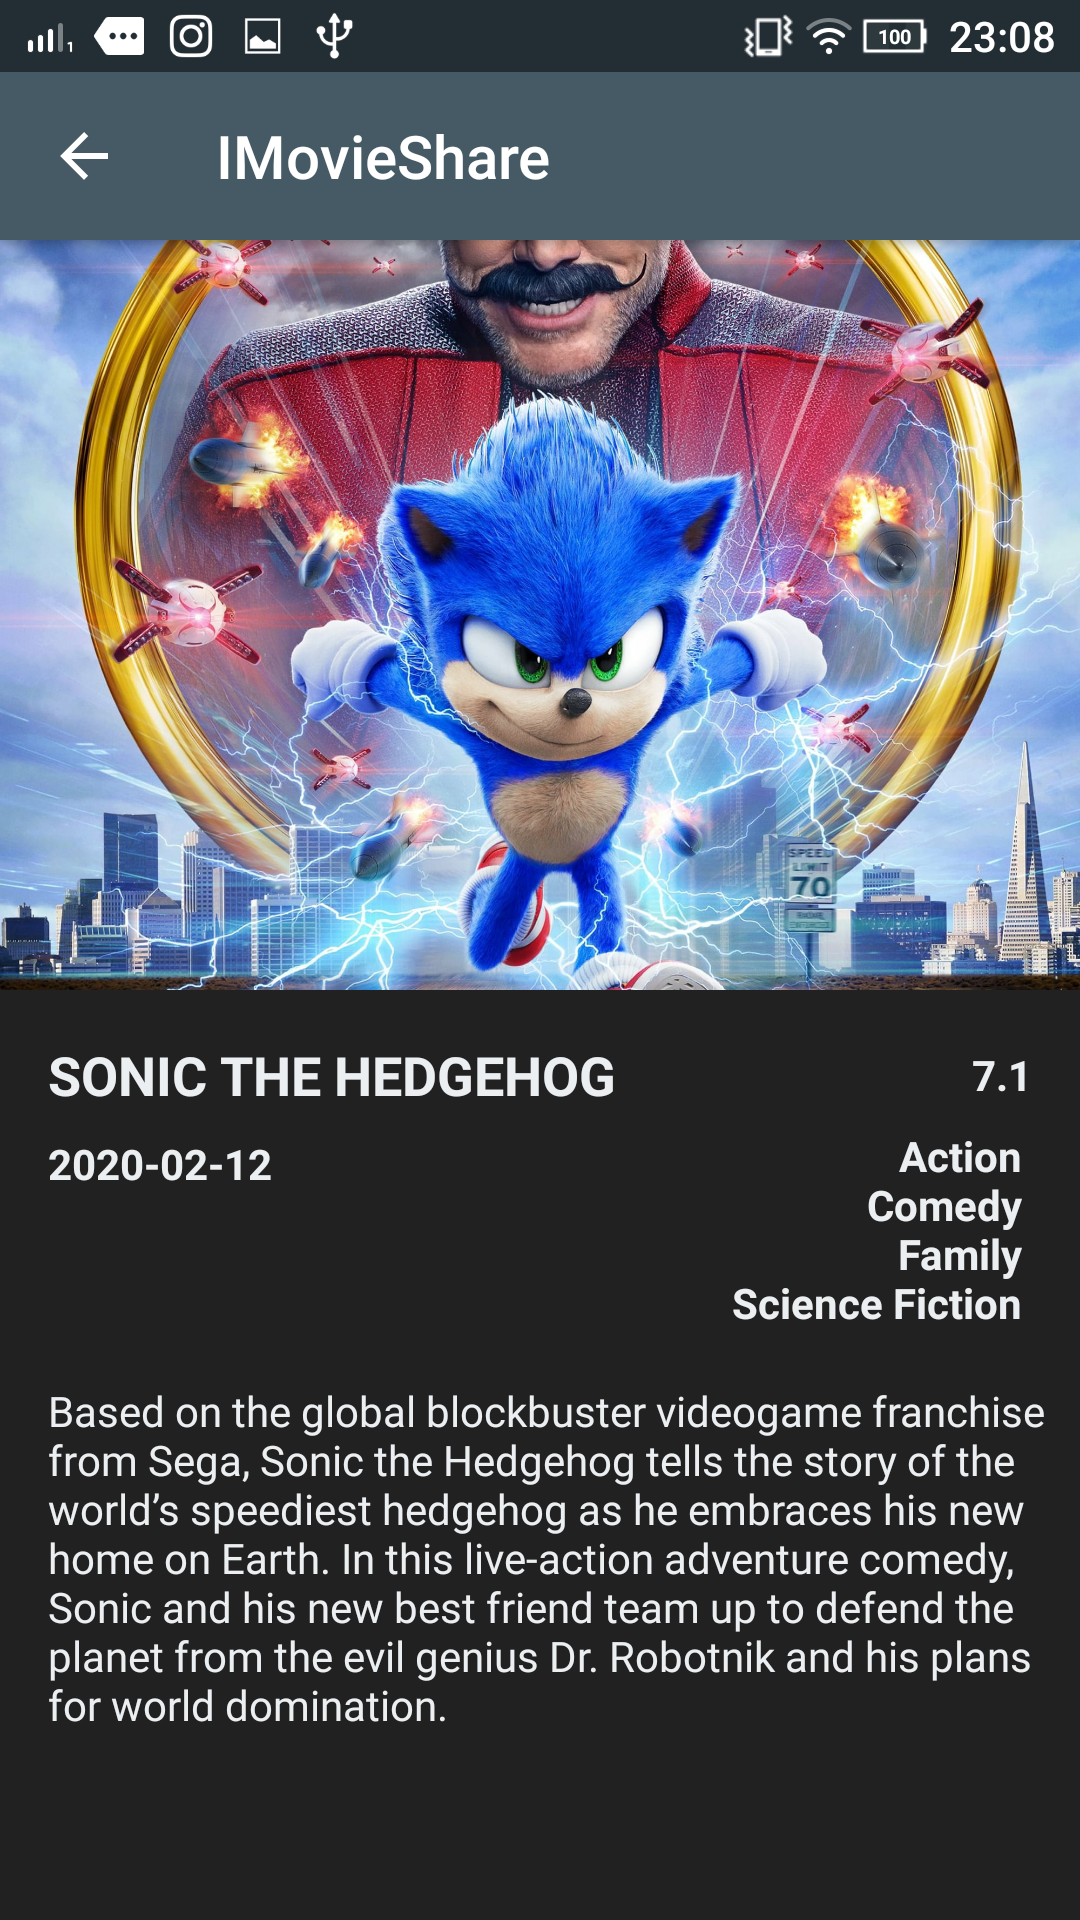 1
100
23:08
IMovieShare
SPEED
LIMIT
70
SONIC THE HEDGEHOG
7.1
2020-02-12
Action
Comedy
Family
Science Fiction
Based on the global blockbuster videogame franchise
from Sega, Sonic the Hedgehog tells the story of the
world’s speediest hedgehog as he embraces his new
home on Earth. In this live-action adventure comedy,
Sonic and his new best friend team up to defend the
planet from the evil genius Dr. Robotnik and his plans
for world domination.